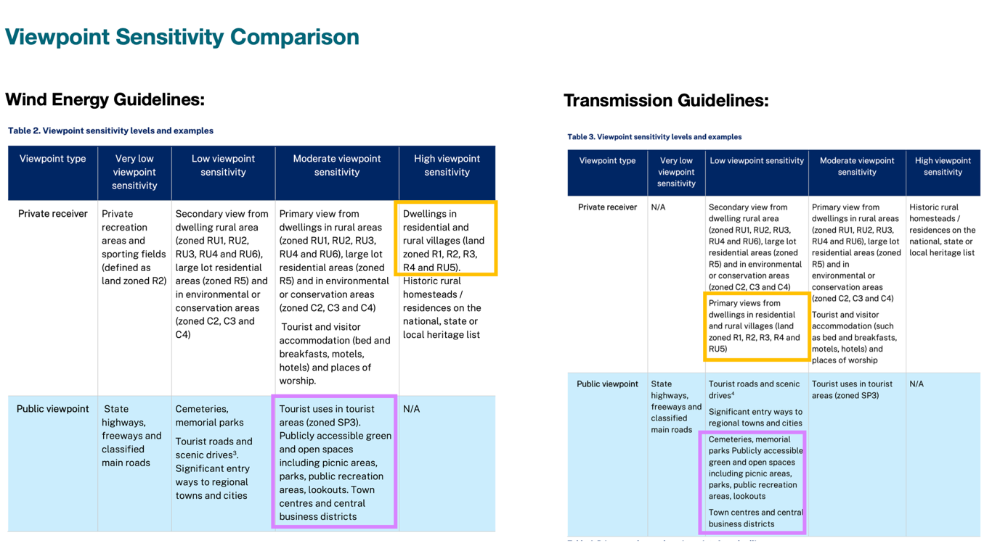 Viewpoint Sensitivity Comparison
Wind Energy Guidelines:
Table 2. Viewpoint sensitivity levels and examples
Viewpoint type
Very low
viewpoint
sensitivity
Low viewpoint
sensitivity
Moderate viewpoint
sensitivity
High viewpoint
sensitivity
Private receiver
Private
recreation
areas and
sporting fields
(defined as
land zoned R2)
Secondary view from
dwelling rural area
(zoned RU1, RU2,
RU3, RU4 and RU6),
large lot residential
areas (zoned R5) and
in environmental or
conservation areas
(zoned C2, C3 and
C4)
Primary view from
dwellings in rural areas
(zoned RU1, RU2, RU3,
RU4 and RU6), large lot
residential areas (zoned
R5) and in environmental
or conservation areas
(zoned C2, C3 and C4)
Tourist and visitor
accommodation (bed and
breakfasts, motels,
hotels) and places of
worship.
Dwellings in
residential and
rural villages (land
zoned R1, R2, R3,
R4 and RU5).
Historic rural
homesteads /
residences on the
national, state or
local heritage list
Public viewpoint
State
highways,
freeways and
classified
main roads
Cemeteries,
memorial parks
Tourist roads and
scenic drives³.
Significant entry
ways to regional
towns and cities
Tourist uses in tourist
areas (zoned SP3).
Publicly accessible green
and open spaces
including picnic areas,
parks, public recreation
areas, lookouts. Town
centres and central
business districts
N/A
Transmission Guidelines:
Table 3. Viewpoint sensitivity levels and examples
Viewpoint type
Very low
viewpoint
sensitivity
Low viewpoint sensitivity
Moderate viewpoint
sensitivity
High viewpoint
sensitivity
Private receiver
N/A
Secondary view from
dwellings in rural area
(zoned RU1, RU2, RU3,
RU4 and RU6), large lot
residential areas (zoned
R5) and in environmental
or conservation areas
(zoned C2, C3 and C4)
Primary views from
dwellings in residential
and rural villages (land
zoned R1, R2, R3, R4 and
RU5)
Primary view from
dwellings in rural areas
(zoned RU1, RU2, RU3,
RU4 and RU6), large lot
residential areas (zoned
R5) and in
environmental or
conservation areas
(zoned C2, C3 and C4)
Tourist and visitor
accommodation (such
as bed and breakfasts,
motels, hotels) and
places of worship
Historic rural
homesteads /
residences on the
national, state or
local heritage list
Public viewpoint
State
highways,
freeways and
classified
main roads
Tourist roads and scenic
drives⁴
Significant entry ways to
regional towns and cities
Cemeteries, memorial
parks Publicly accessible
green and open spaces
including picnic areas,
parks, public recreation
areas, lookouts
Town centres and central
business districts
Tourist uses in tourist
areas (zoned SP3)
N/A